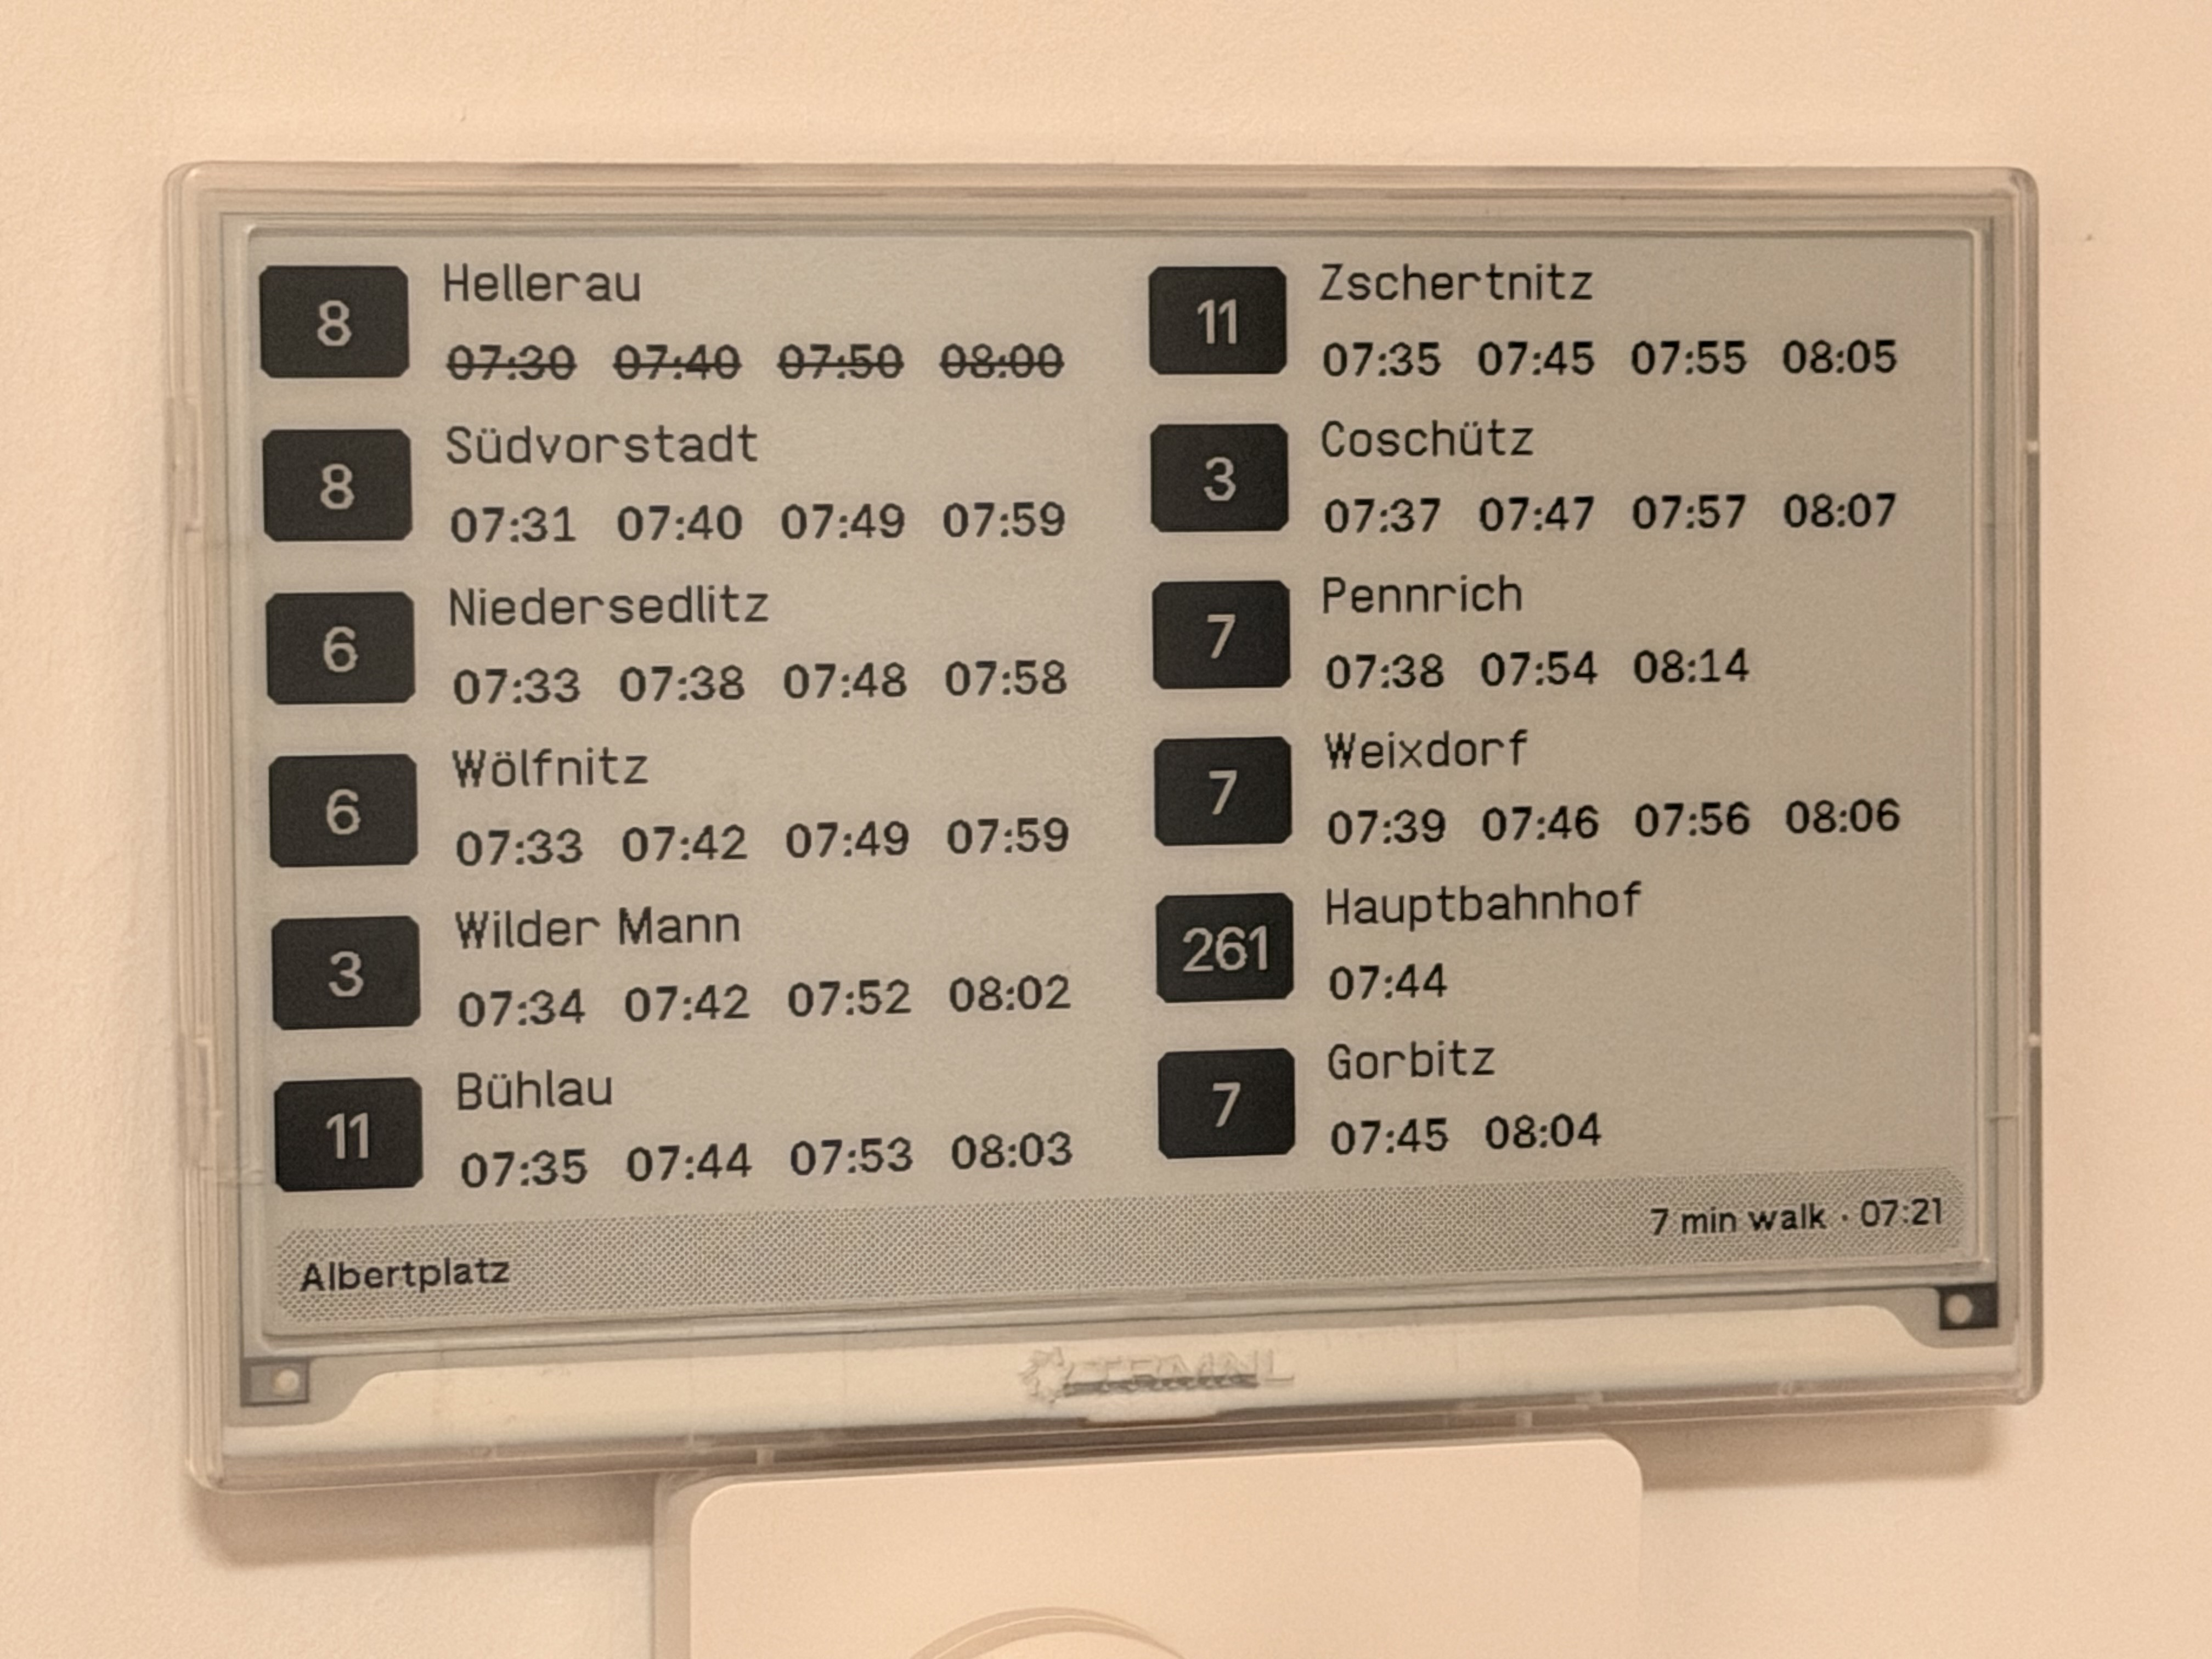 8 Hellerau
07:30 07:40 07:50 08:00
8 Südvorstadt
07:31 07:40 07:49 07:59
6 Niedersedlitz
07:33 07:38 07:48 07:58
6 Wölfnitz
07:33 07:42 07:49 07:59
3 Wilder Mann
07:34 07:42 07:52 08:02
11 Bühlau
07:35 07:44 07:53 08:03
11 Zschertnitz
07:35 07:45 07:55 08:05
3 Coschütz
07:37 07:47 07:57 08:07
7 Pennrich
07:38 07:54 08:14
7 Weixdorf
07:39 07:46 07:56 08:06
261 Hauptbahnhof
07:44
7 Gorbitz
07:45 08:04
Albertplatz
7 min walk · 07:21